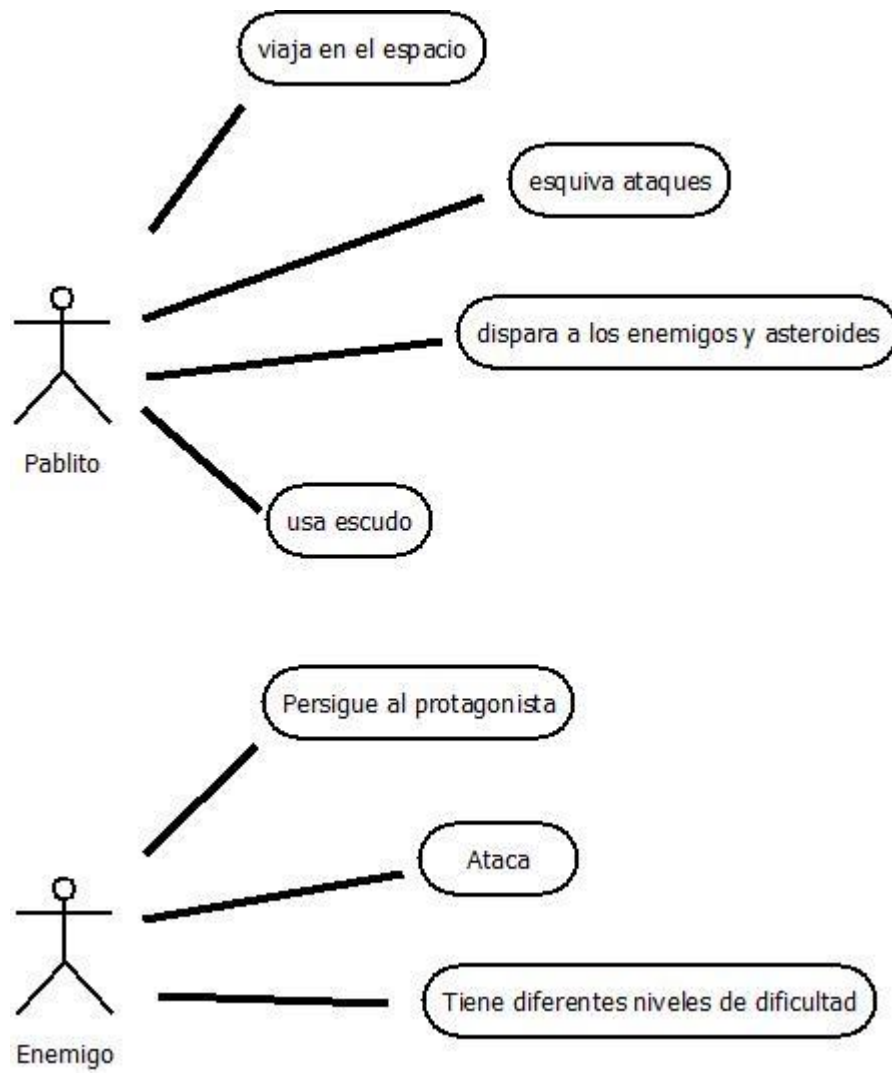 viaja en el espacio
esquiva ataques
dispara a los enemigos y asteroides
Pablito
usa escudo
Persigue al protagonista
Ataca
Tiene diferentes niveles de dificultad
Enemigo